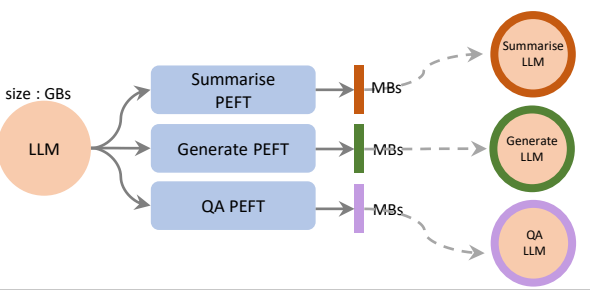 size : GBs
LLM
Summarise
PEFT
Generate PEFT
QA PEFT
MBs
MBs
MBs
Summarise
LLM
Generate
LLM
QA
LLM